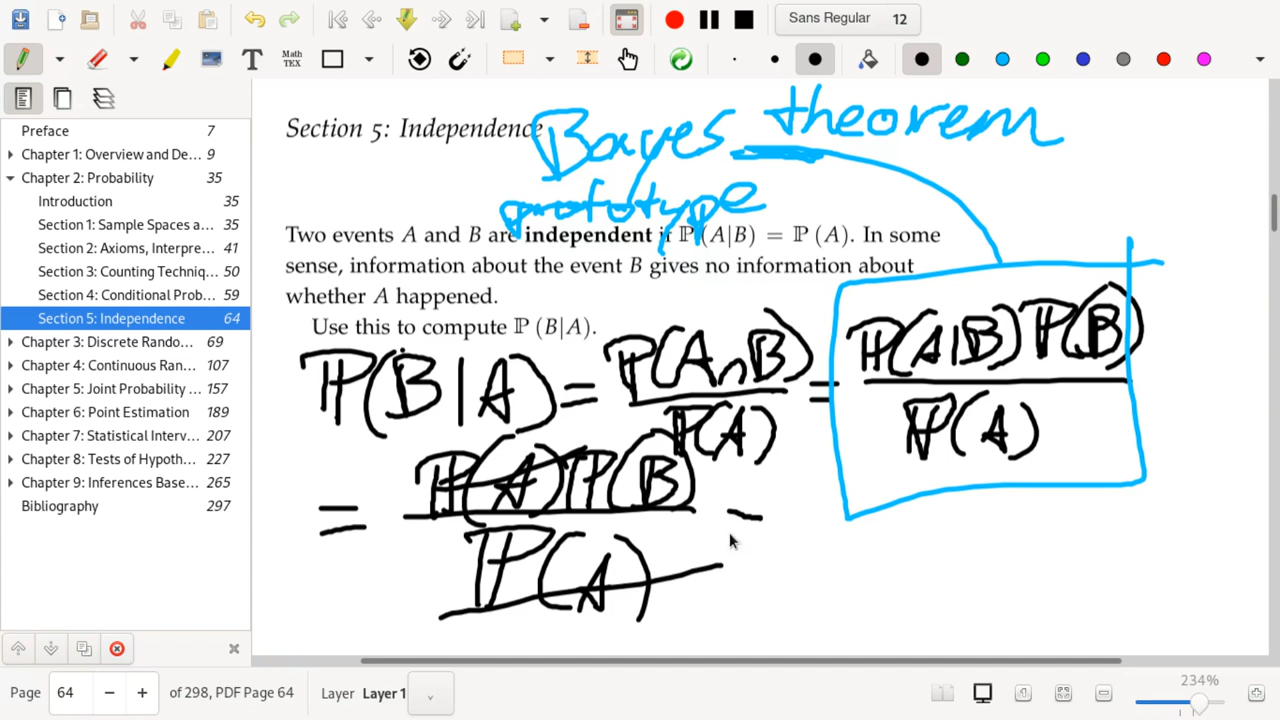 Sans Regular 12
T Math TEX
Preface 7
Chapter 1: Overview and De... 9
Chapter 2: Probability 35
Introduction 35
Section 1: Sample Spaces a... 35
Section 2: Axioms, Interpre... 41
Section 3: Counting Techniq... 50
Section 4: Conditional Prob... 59
Section 5: Independence 64
Chapter 3: Discrete Rando... 69
Chapter 4: Continuous Ran... 107
Chapter 5: Joint Probability ... 157
Chapter 6: Point Estimation 189
Chapter 7: Statistical Interv... 207
Chapter 8: Tests of Hypoth... 227
Chapter 9: Inferences Base... 265
Bibliography 297
Section 5: Independence
Bayes theorem
prototype
Two events A and B are independent if ℙ(A|B) = ℙ (A). In some
sense, information about the event B gives no information about
whether A happened.
Use this to compute ℙ (B|A).
ℙ(B|A) = ℙ(A∩B) / ℙ(A) = ℙ(A|B)ℙ(B) / ℙ(A)
= ℙ(A)ℙ(B) / ℙ(A) –
Page 64 – + of 298, PDF Page 64 Layer Layer 1 234%